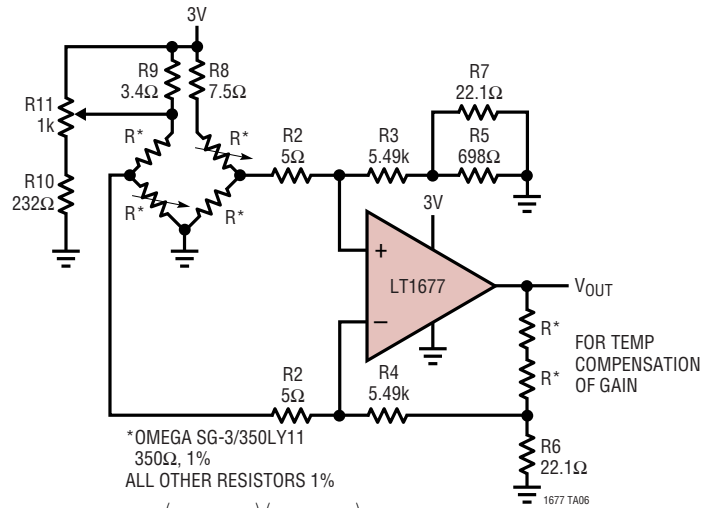 3V
R9
3.4Ω
R8
7.5Ω
R11
1k
R10
232Ω
R*
R*
R*
R*
R2
5Ω
R3
5.49k
R7
22.1Ω
R5
698Ω
3V
+
LT1677
–
VOUT
R*
R*
FOR TEMP
COMPENSATION
OF GAIN
R2
5Ω
R4
5.49k
R6
22.1Ω
*OMEGA SG-3/350LY11
350Ω, 1%
ALL OTHER RESISTORS 1%
1677 TA06